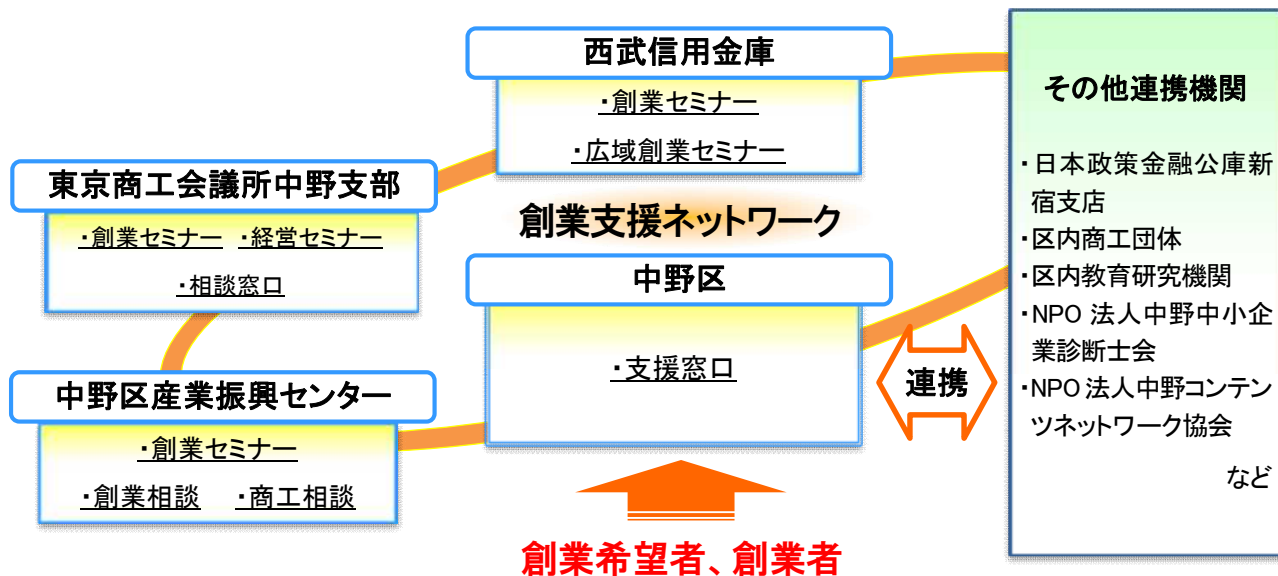 西武信用金庫
・創業セミナー
・広域創業セミナー
東京商工会議所中野支部
・創業セミナー ・経営セミナー
・相談窓口
創業支援ネットワーク
中野区
・支援窓口
中野区産業振興センター
・創業セミナー
・創業相談 ・商工相談
連携
創業希望者、創業者
その他連携機関
・日本政策金融公庫新
宿支店
・区内商工団体
・区内教育研究機関
・NPO 法人中野中小企
業診断士会
・NPO 法人中野コンテン
ツネットワーク協会
など